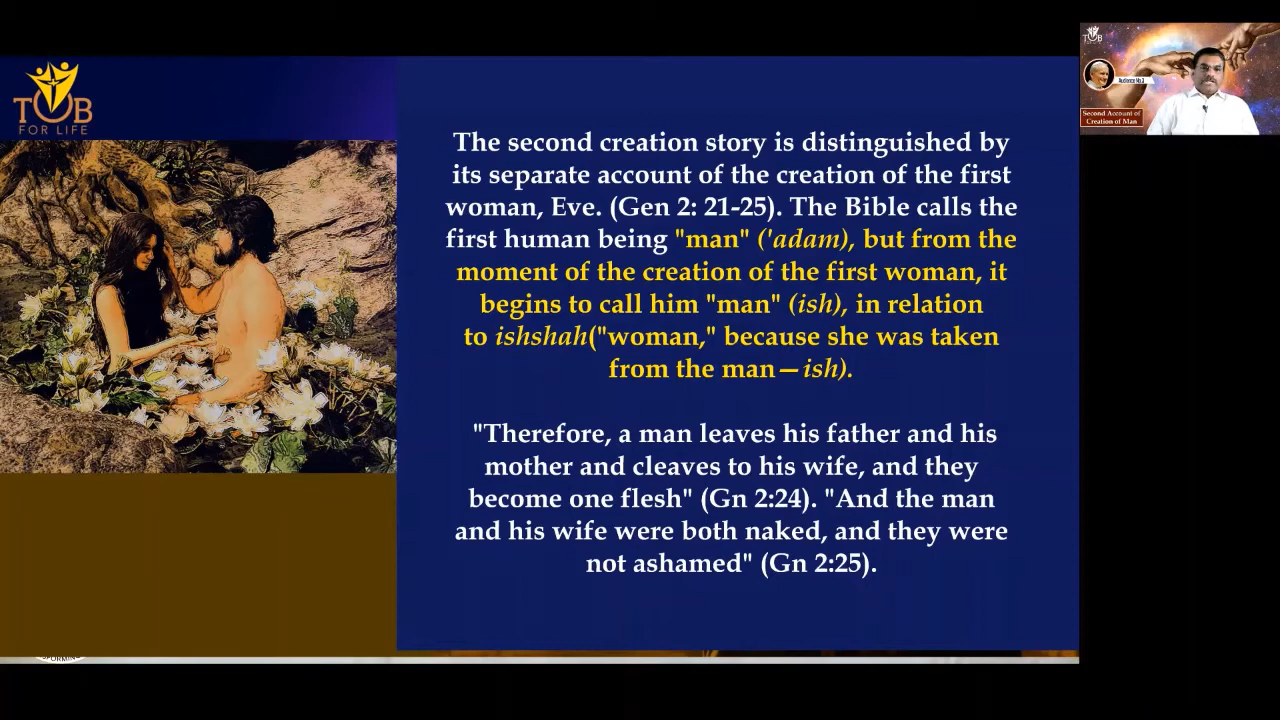 TOB
FOR LIFE
The second creation story is distinguished by
its separate account of the creation of the first
woman, Eve. (Gen 2: 21-25). The Bible calls the
first human being "man" ('adam), but from the
moment of the creation of the first woman, it
begins to call him "man" (ish), in relation
to ishshah("woman," because she was taken
from the man—ish).
"Therefore, a man leaves his father and his
mother and cleaves to his wife, and they
become one flesh" (Gn 2:24). "And the man
and his wife were both naked, and they were
not ashamed" (Gn 2:25).
TOB
Audience No.3
Second Account of
Creation of Man